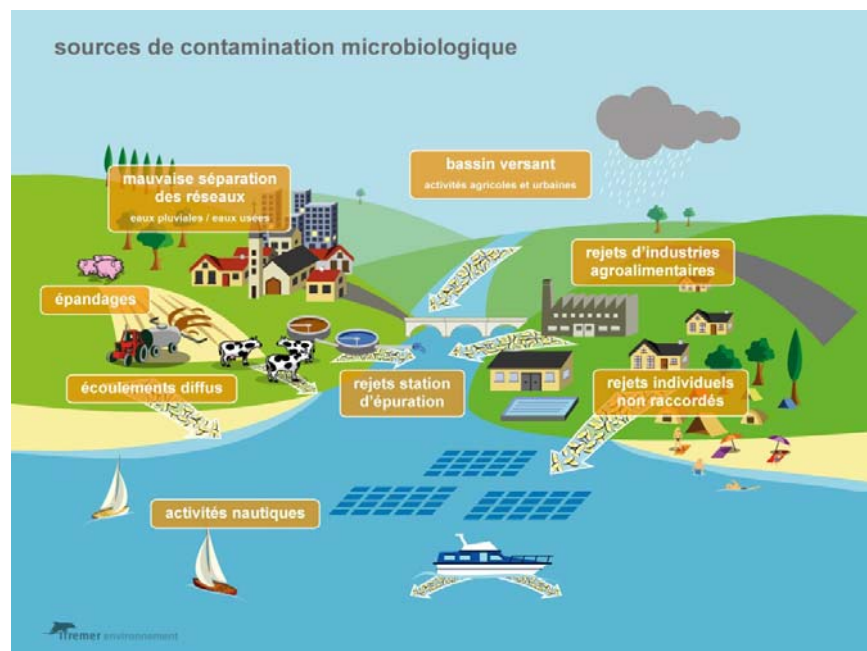 sources de contamination microbiologique
bassin versant
activités agricoles et urbaines
mauvaise séparation
des réseaux
eaux pluviales / eaux usées
rejets d'industries
agroalimentaires
épandages
écoulements diffus
rejets station
d'épuration
rejets individuels
non raccordés
activités nautiques
ifremer environnement